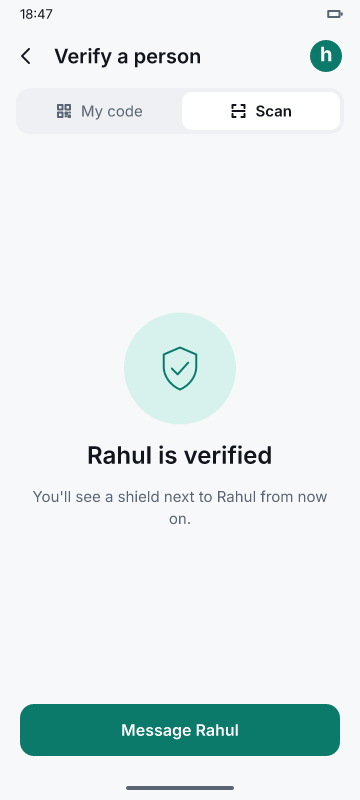 18:47
Verify a person
h
My code
Scan
Rahul is verified
You'll see a shield next to Rahul from now
on.
Message Rahul